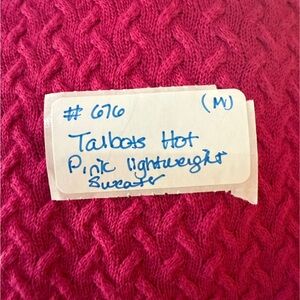 # 676 (M)
Talbots Hot
Pink lightweight
Sweater